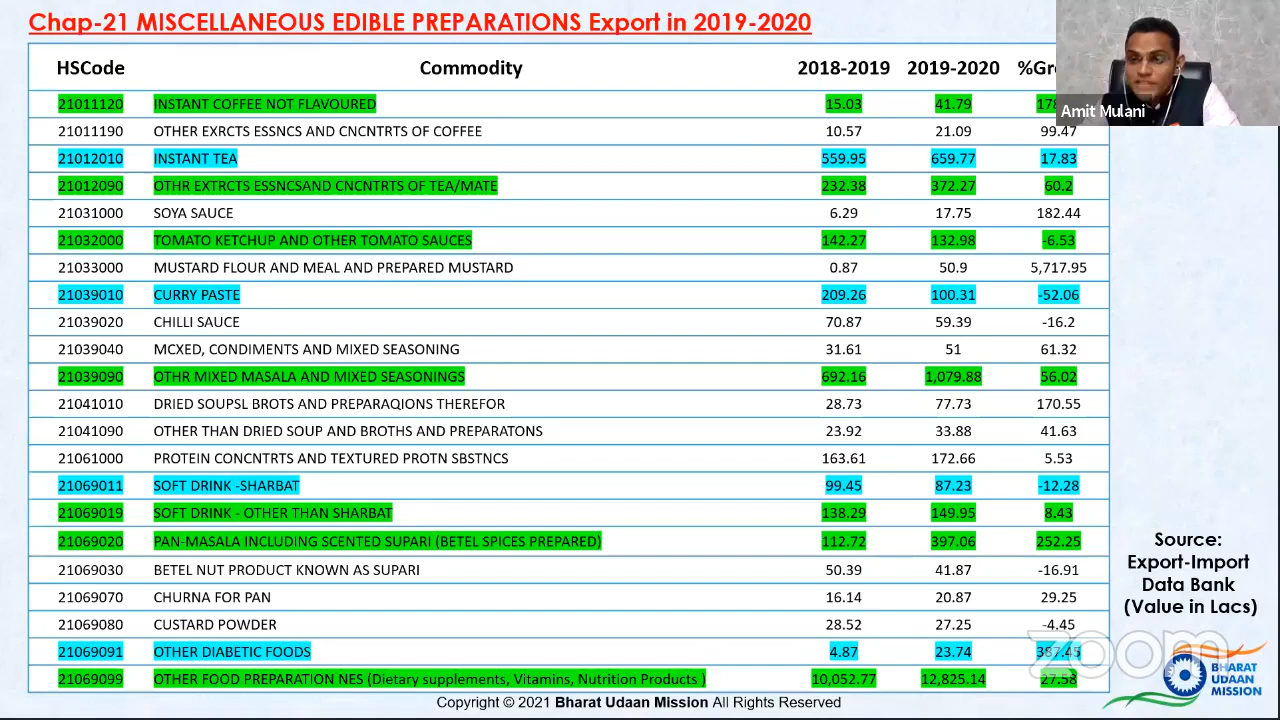 Chap-21 MISCELLANEOUS EDIBLE PREPARATIONS Export in 2019-2020
HSCode Commodity 2018-2019 2019-2020 %Gr
21011120 INSTANT COFFEE NOT FLAVOURED 15.03 41.79
Amit Mulani
21011190 OTHER EXRCTS ESSNCS AND CNCNTRTS OF COFFEE 10.57 21.09 99.47
21012010 INSTANT TEA 559.95 659.77 17.83
21012090 OTHR EXTRCTS ESSNCSAND CNCNTRTS OF TEA/MATE 232.38 372.27 60.2
21031000 SOYA SAUCE 6.29 17.75 182.44
21032000 TOMATO KETCHUP AND OTHER TOMATO SAUCES 142.27 132.98 -6.53
21033000 MUSTARD FLOUR AND MEAL AND PREPARED MUSTARD 0.87 50.9 5,717.95
21039010 CURRY PASTE 209.26 100.31 -52.06
21039020 CHILLI SAUCE 70.87 59.39 -16.2
21039040 MCXED, CONDIMENTS AND MIXED SEASONING 31.61 51 61.32
21039090 OTHR MIXED MASALA AND MIXED SEASONINGS 692.16 1,079.88 56.02
21041010 DRIED SOUPSL BROTS AND PREPARAQIONS THEREFOR 28.73 77.73 170.55
21041090 OTHER THAN DRIED SOUP AND BROTHS AND PREPARATONS 23.92 33.88 41.63
21061000 PROTEIN CONCNTRTS AND TEXTURED PROTN SBSTNCS 163.61 172.66 5.53
21069011 SOFT DRINK -SHARBAT 99.45 87.23 -12.28
21069019 SOFT DRINK - OTHER THAN SHARBAT 138.29 149.95 8.43
21069020 PAN-MASALA INCLUDING SCENTED SUPARI (BETEL SPICES PREPARED) 112.72 397.06 252.25
21069030 BETEL NUT PRODUCT KNOWN AS SUPARI 50.39 41.87 -16.91
21069070 CHURNA FOR PAN 16.14 20.87 29.25
21069080 CUSTARD POWDER 28.52 27.25 -4.45
21069091 OTHER DIABETIC FOODS 4.87 23.74 387.45
21069099 OTHER FOOD PREPARATION NES (Dietary supplements, Vitamins, Nutrition Products ) 10,052.77 12,825.14 27.58
Source:
Export-Import
Data Bank
(Value in Lacs)
zoom
BHARAT
UDAAN
MISSION
Copyright © 2021 Bharat Udaan Mission All Rights Reserved